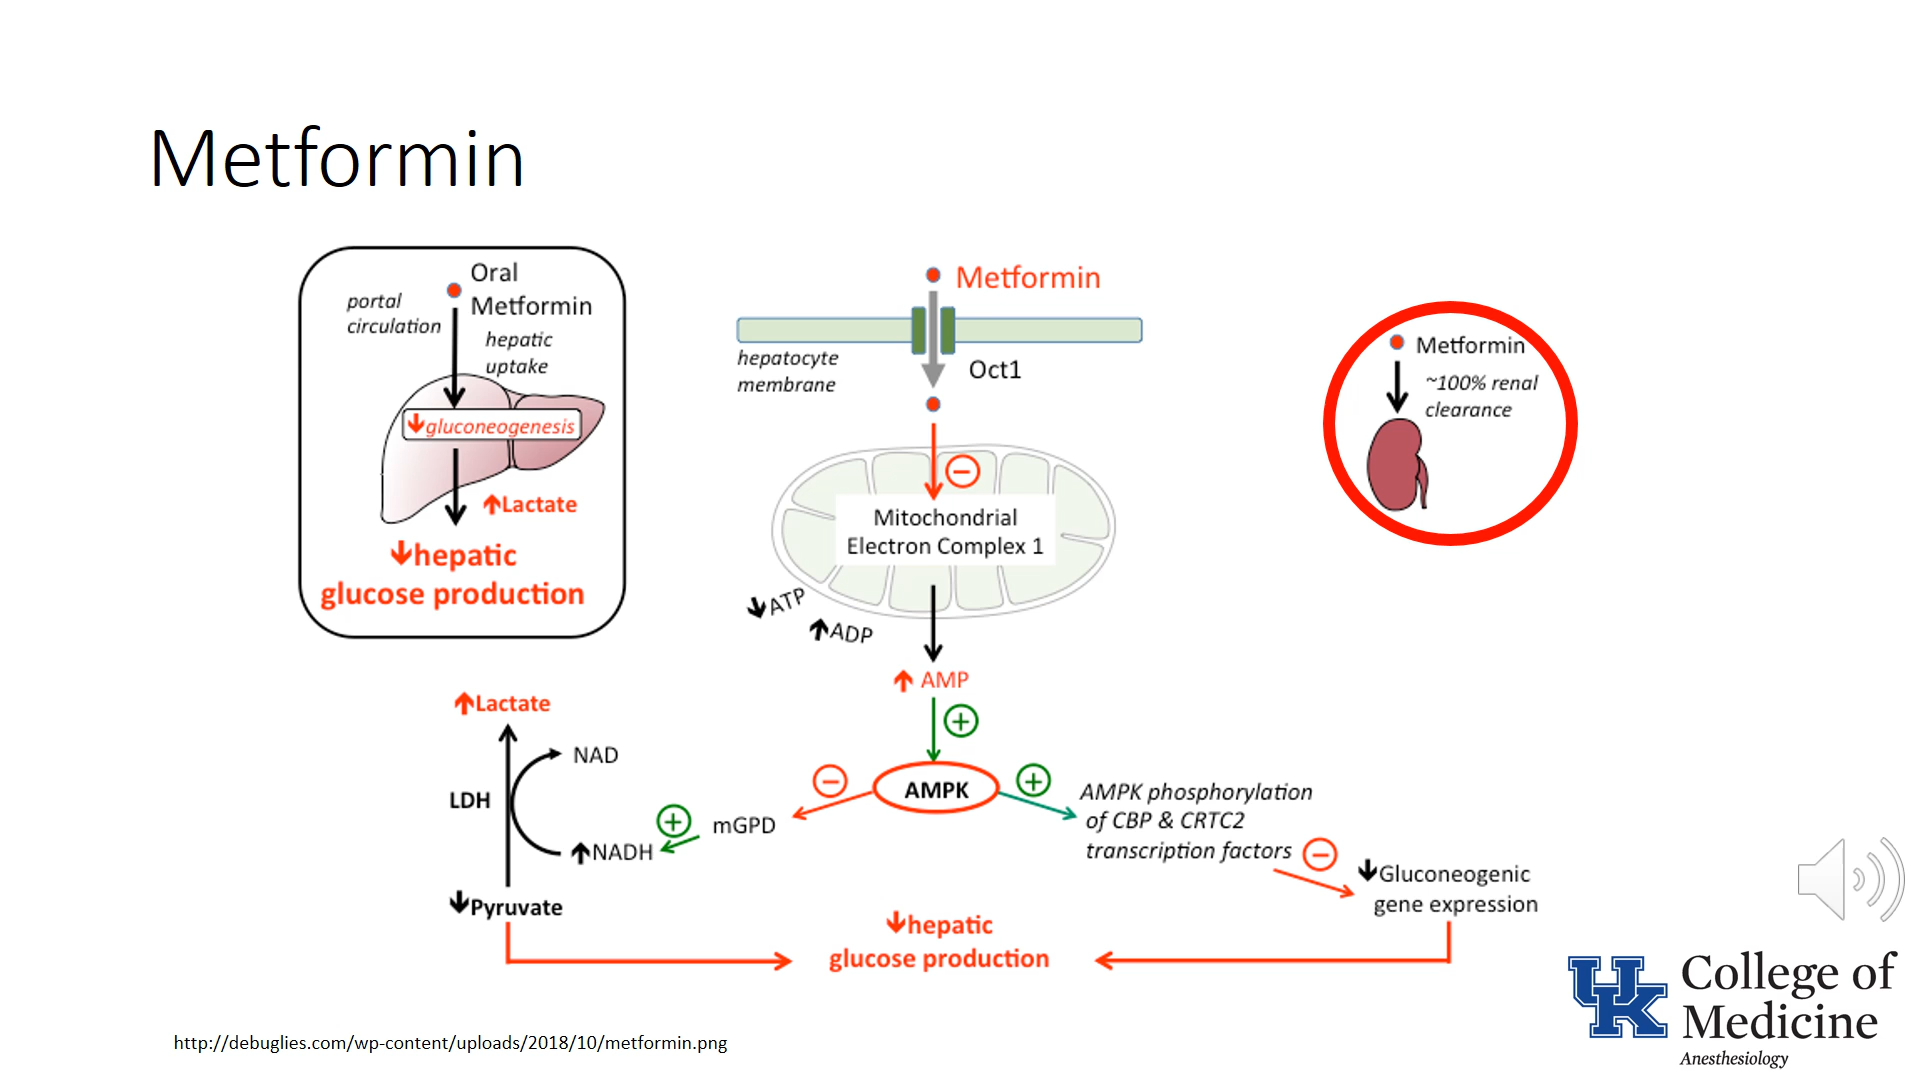 Metformin
Oral
Metformin
portal
circulation
hepatic
uptake
↓gluconeogenesis
↑Lactate
↓hepatic
glucose production
Metformin
hepatocyte
membrane
Oct1
Mitochondrial
Electron Complex 1
↓ATP
↑ADP
↑ AMP
AMPK
mGPD
↑Lactate
NAD
LDH
↑NADH
↓Pyruvate
AMPK phosphorylation
of CBP & CRTC2
transcription factors
↓Gluconeogenic
gene expression
↓hepatic
glucose production
Metformin
~100% renal
clearance
http://debuglies.com/wp-content/uploads/2018/10/metformin.png
UK
College of
Medicine
Anesthesiology